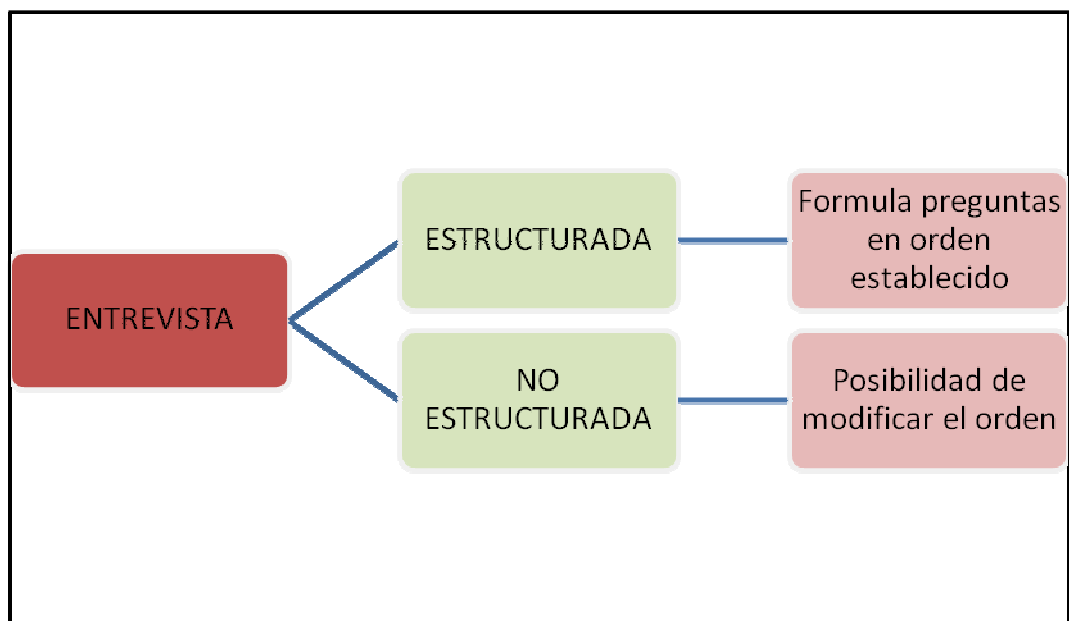 ENTREVISTA
ESTRUCTURADA
Formula preguntas
en orden
establecido
NO
ESTRUCTURADA
Posibilidad de
modificar el orden